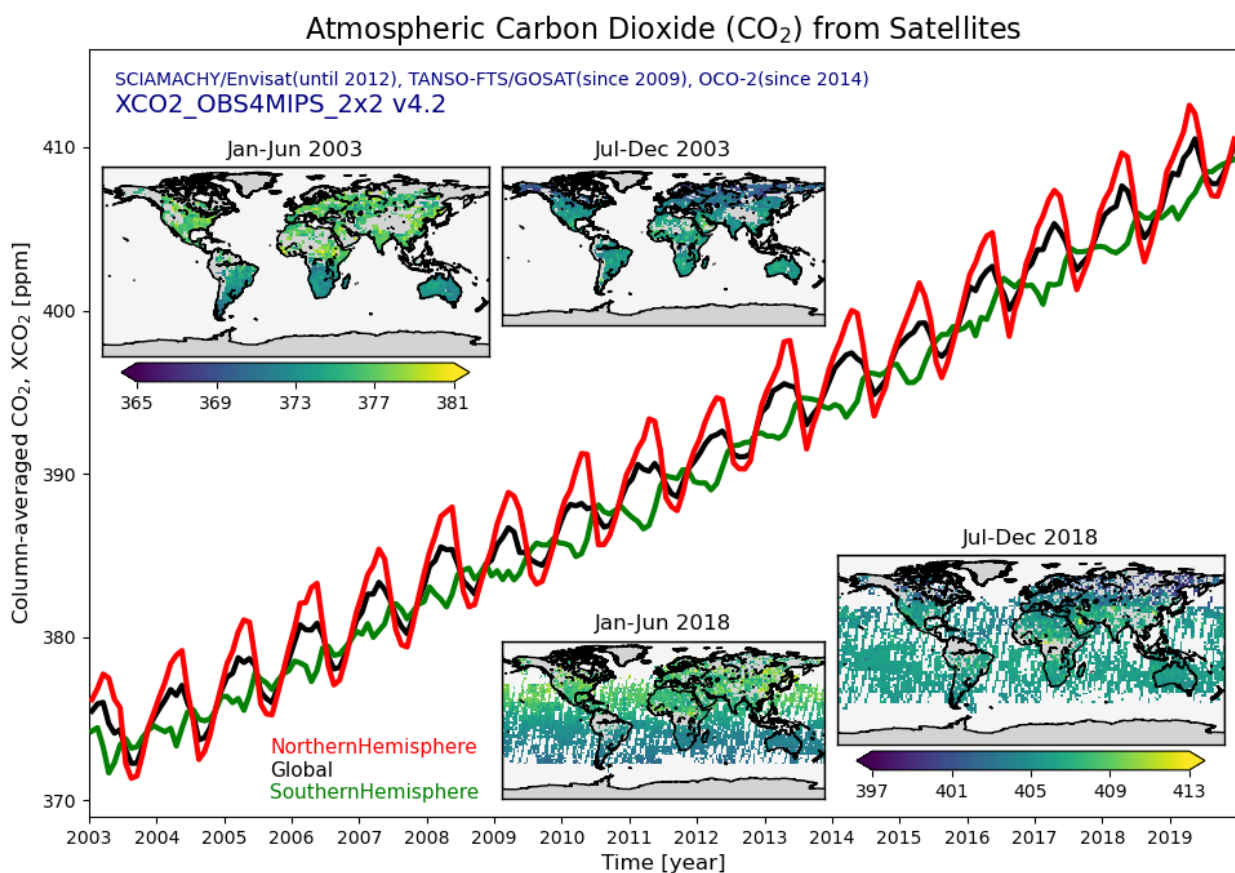 Atmospheric Carbon Dioxide (CO₂) from Satellites
SCIAMACHY/Envisat(until 2012), TANSO-FTS/GOSAT(since 2009), OCO-2(since 2014)
XCO2_OBS4MIPS_2x2 v4.2
Jan-Jun 2003
Jul-Dec 2003
365 369 373 377 381
Column-averaged CO₂, XCO₂ [ppm]
410
400
390
380
370
Jul-Dec 2018
Jan-Jun 2018
397 401 405 409 413
NorthernHemisphere
Global
SouthernHemisphere
2003 2004 2005 2006 2007 2008 2009 2010 2011 2012 2013 2014 2015 2016 2017 2018 2019
Time [year]